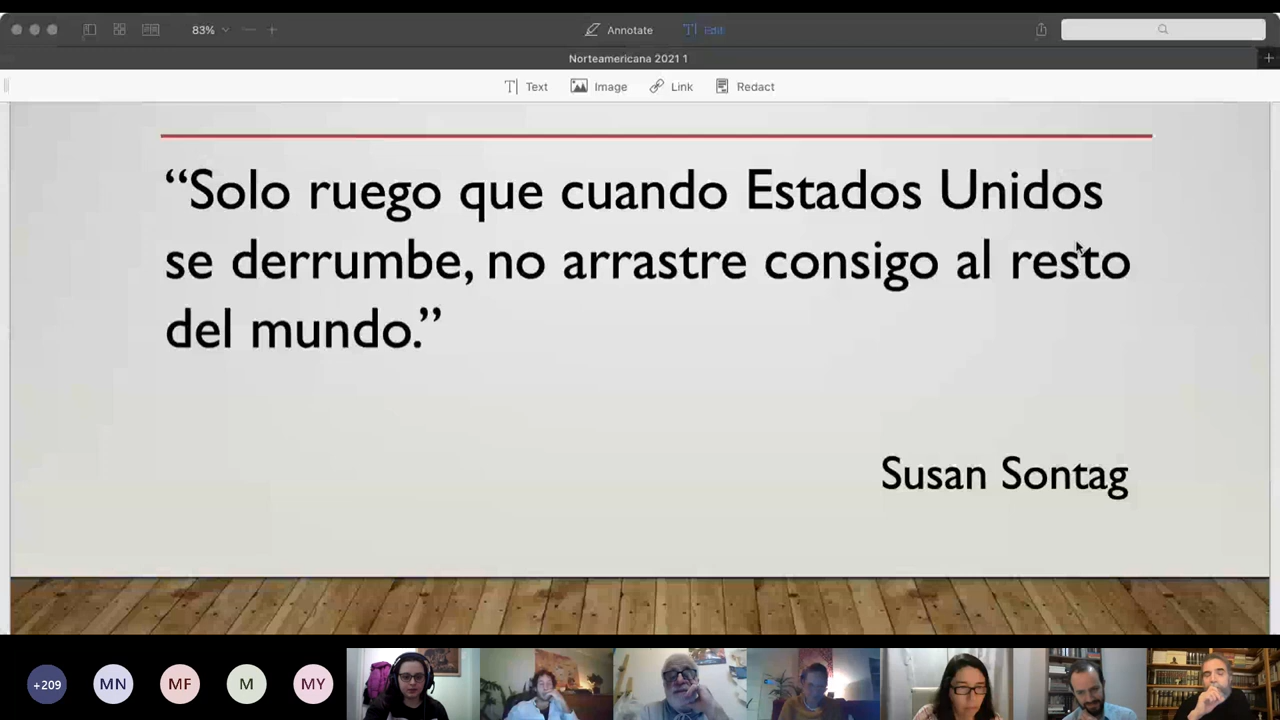 83%
Annotate
Edit
Norteamericana 2021 1
Text
Image
Link
Redact
“Solo ruego que cuando Estados Unidos
se derrumbe, no arrastre consigo al resto
del mundo.”
Susan Sontag
+209
MN
MF
M
MY